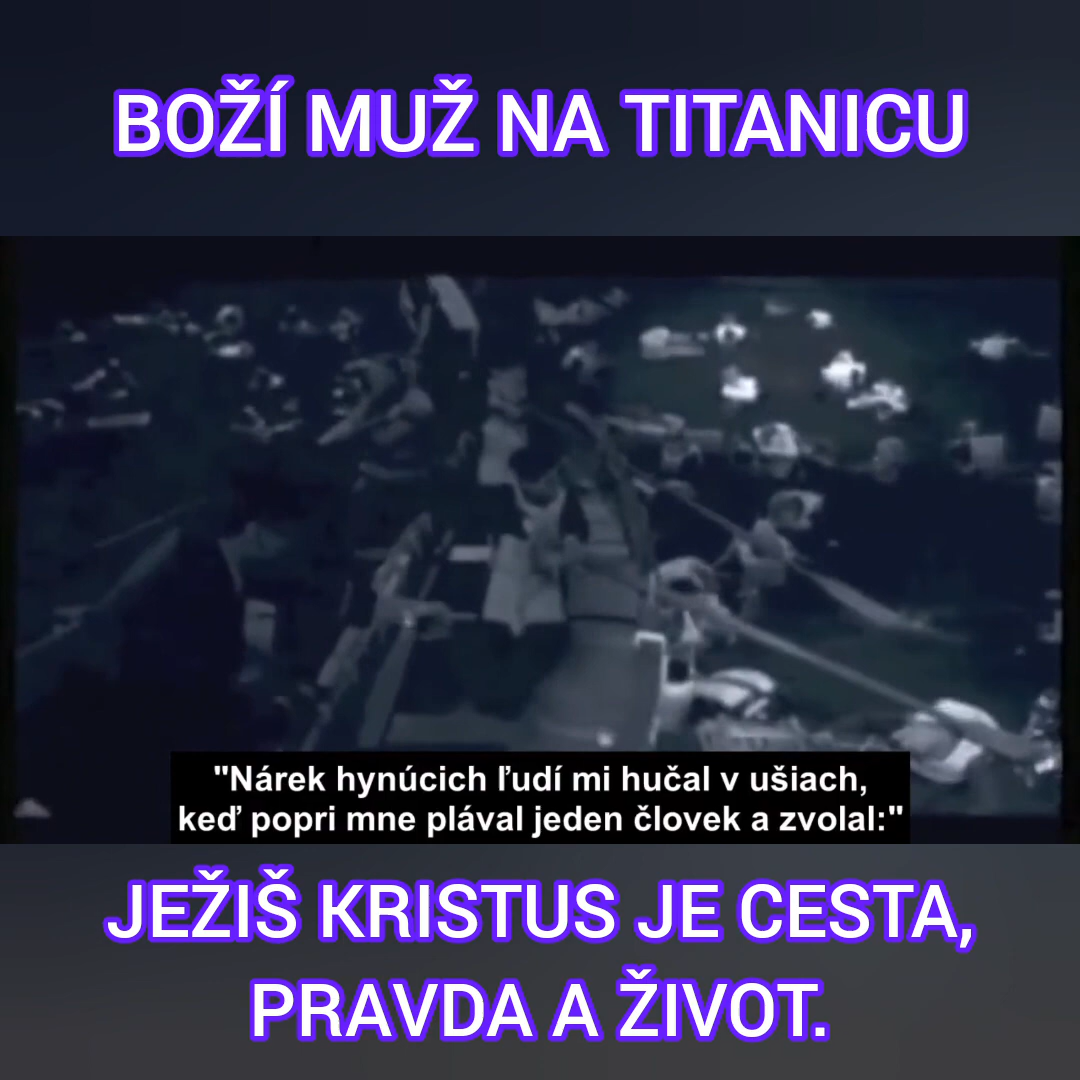 BOŽÍ MUŽ NA TITANICU
"Nárek hynúcich ľudí mi hučal v ušiach,
keď popri mne plával jeden človek a zvolal:"
JEŽIŠ KRISTUS JE CESTA,
PRAVDA A ŽIVOT.